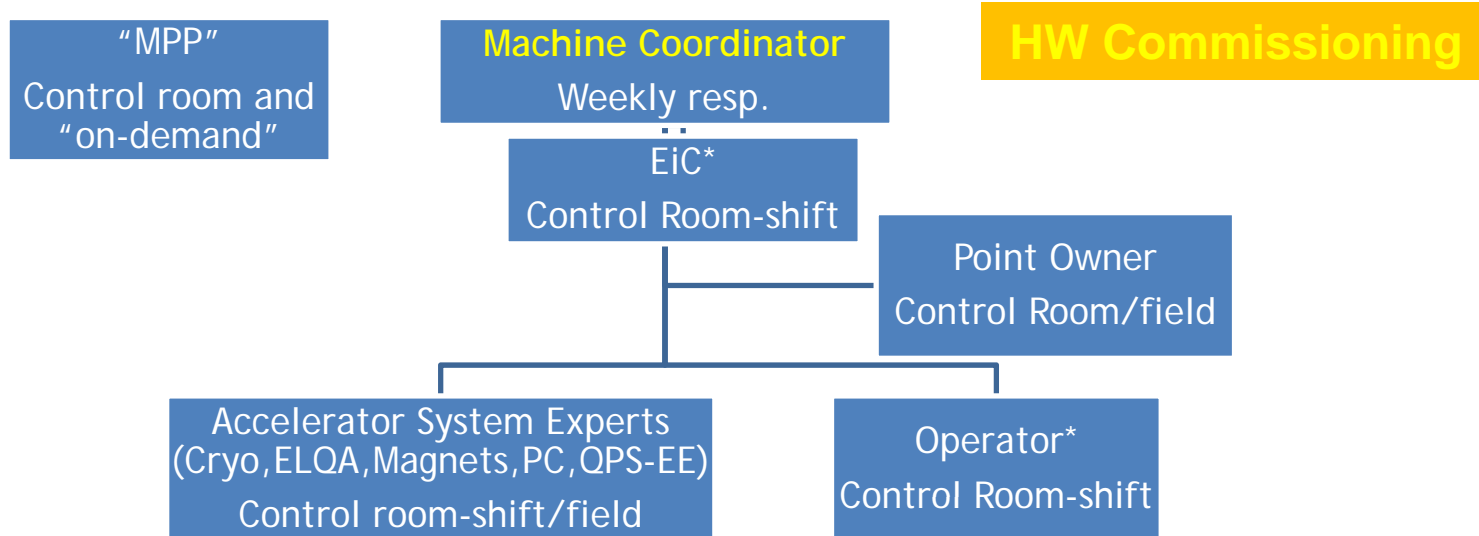 “MPP”
Control room and
“on-demand”
Machine Coordinator
Weekly resp.
HW Commissioning
EiC*
Control Room-shift
Point Owner
Control Room/field
Accelerator System Experts
(Cryo,ELQA,Magnets,PC,QPS-EE)
Control room-shift/field
Operator*
Control Room-shift